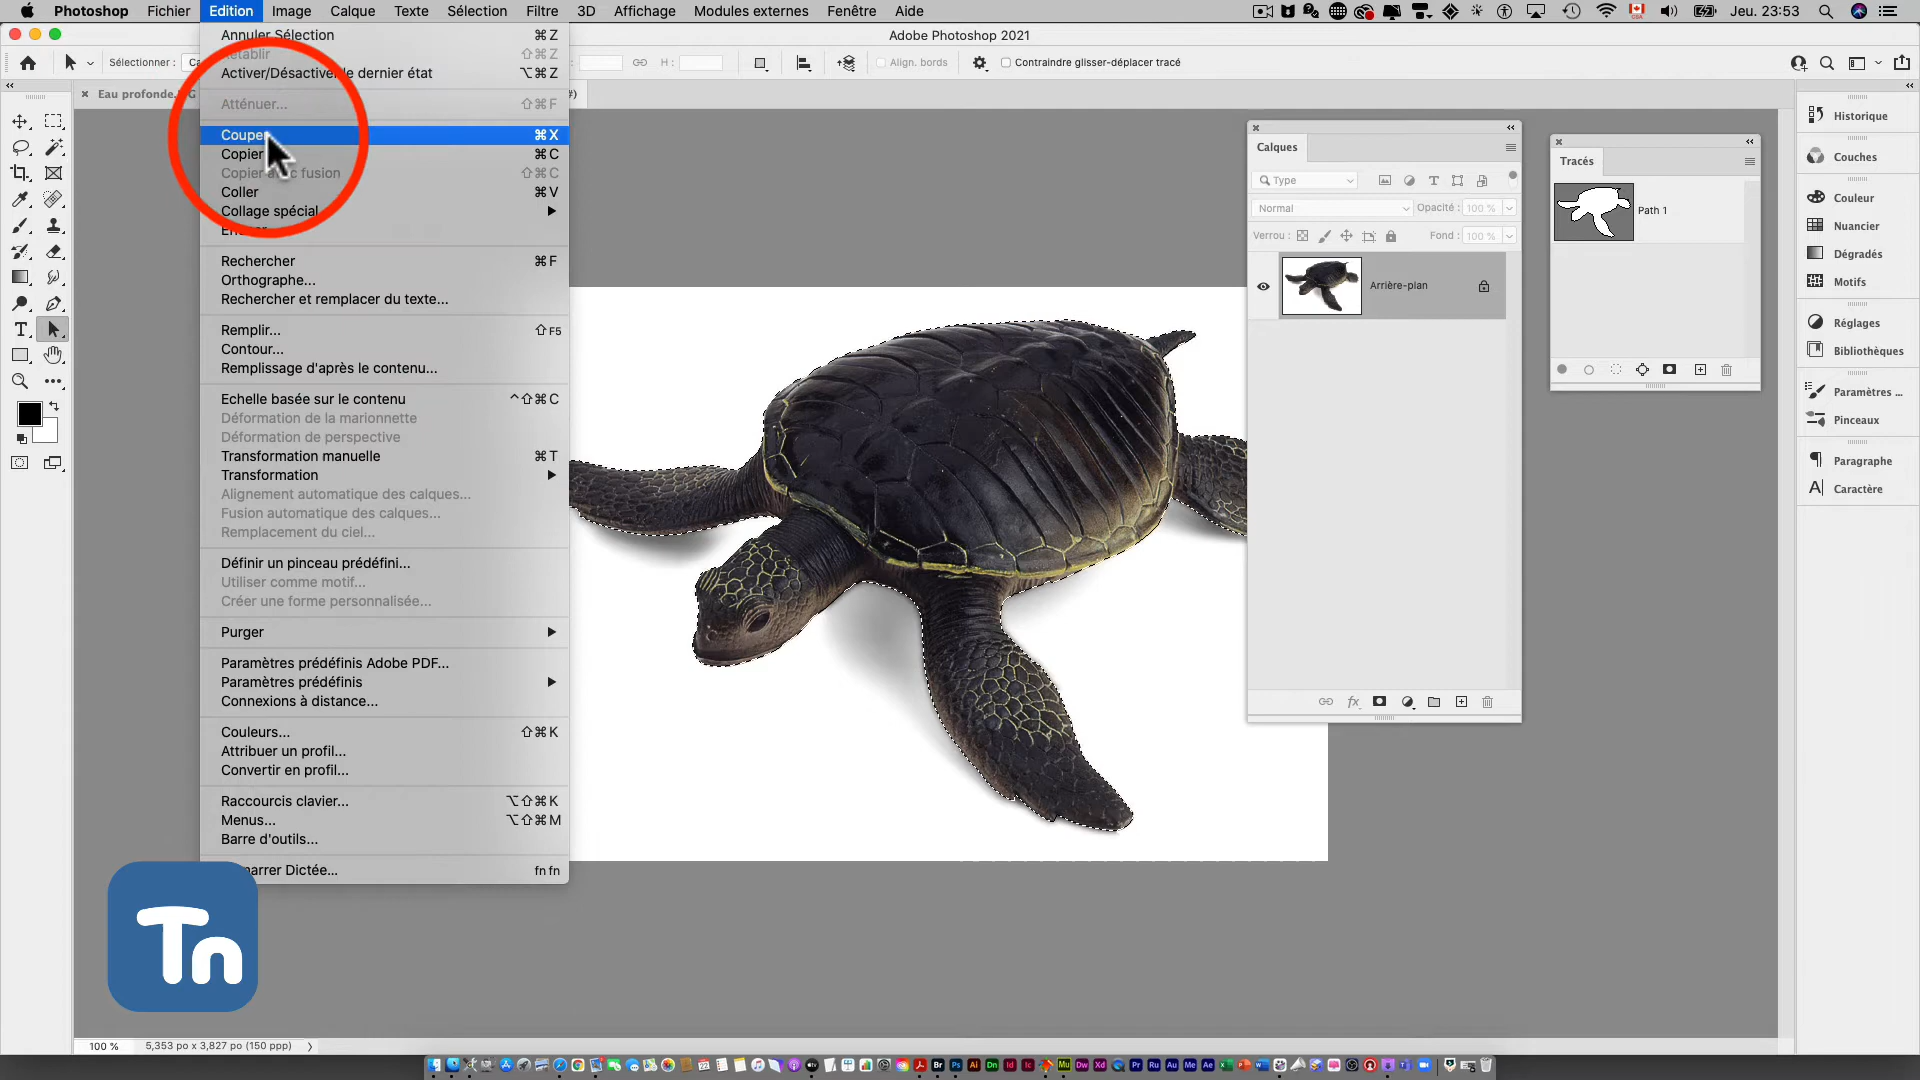 Photoshop Fichier Edition Image Calque Texte Sélection Filtre 3D Affichage Modules externes Fenêtre Aide Jeu. 23:53
Adobe Photoshop 2021
Sélectionner : H : Align. bords Contraindre glisser-déplacer tracé
Eau profonde
Annuler Sélection ⌘Z
⇧⌘Z
Activer/Désactiver le dernier état ⌥⌘Z
Atténuer... ⇧⌘F
Couper ⌘X
Copier ⌘C
Copier avec fusion ⇧⌘C
Coller ⌘V
Collage spécial
Rechercher ⌘F
Orthographe...
Rechercher et remplacer du texte...
Remplir... ⇧F5
Contour...
Remplissage d'après le contenu...
Echelle basée sur le contenu ^⇧⌘C
Déformation de la marionnette
Déformation de perspective
Transformation manuelle ⌘T
Transformation
Alignement automatique des calques...
Fusion automatique des calques...
Remplacement du ciel...
Définir un pinceau prédéfini...
Utiliser comme motif...
Créer une forme personnalisée...
Purger
Paramètres prédéfinis Adobe PDF...
Paramètres prédéfinis
Connexions à distance...
Couleurs... ⇧⌘K
Attribuer un profil...
Convertir en profil...
Raccourcis clavier... ⌥⇧⌘K
Menus... ⌥⇧⌘M
Barre d'outils...
marrer Dictée... fn fn
Tn
100 % 5,353 po x 3,827 po (150 ppp)
Calques
Type
Normal Opacité : 100 %
Verrou : Fond : 100 %
Arrière-plan
fx
Tracés
Path 1
Historique
Couches
Couleur
Nuancier
Dégradés
Motifs
Réglages
Bibliothèques
Paramètres ...
Pinceaux
Paragraphe
Caractère